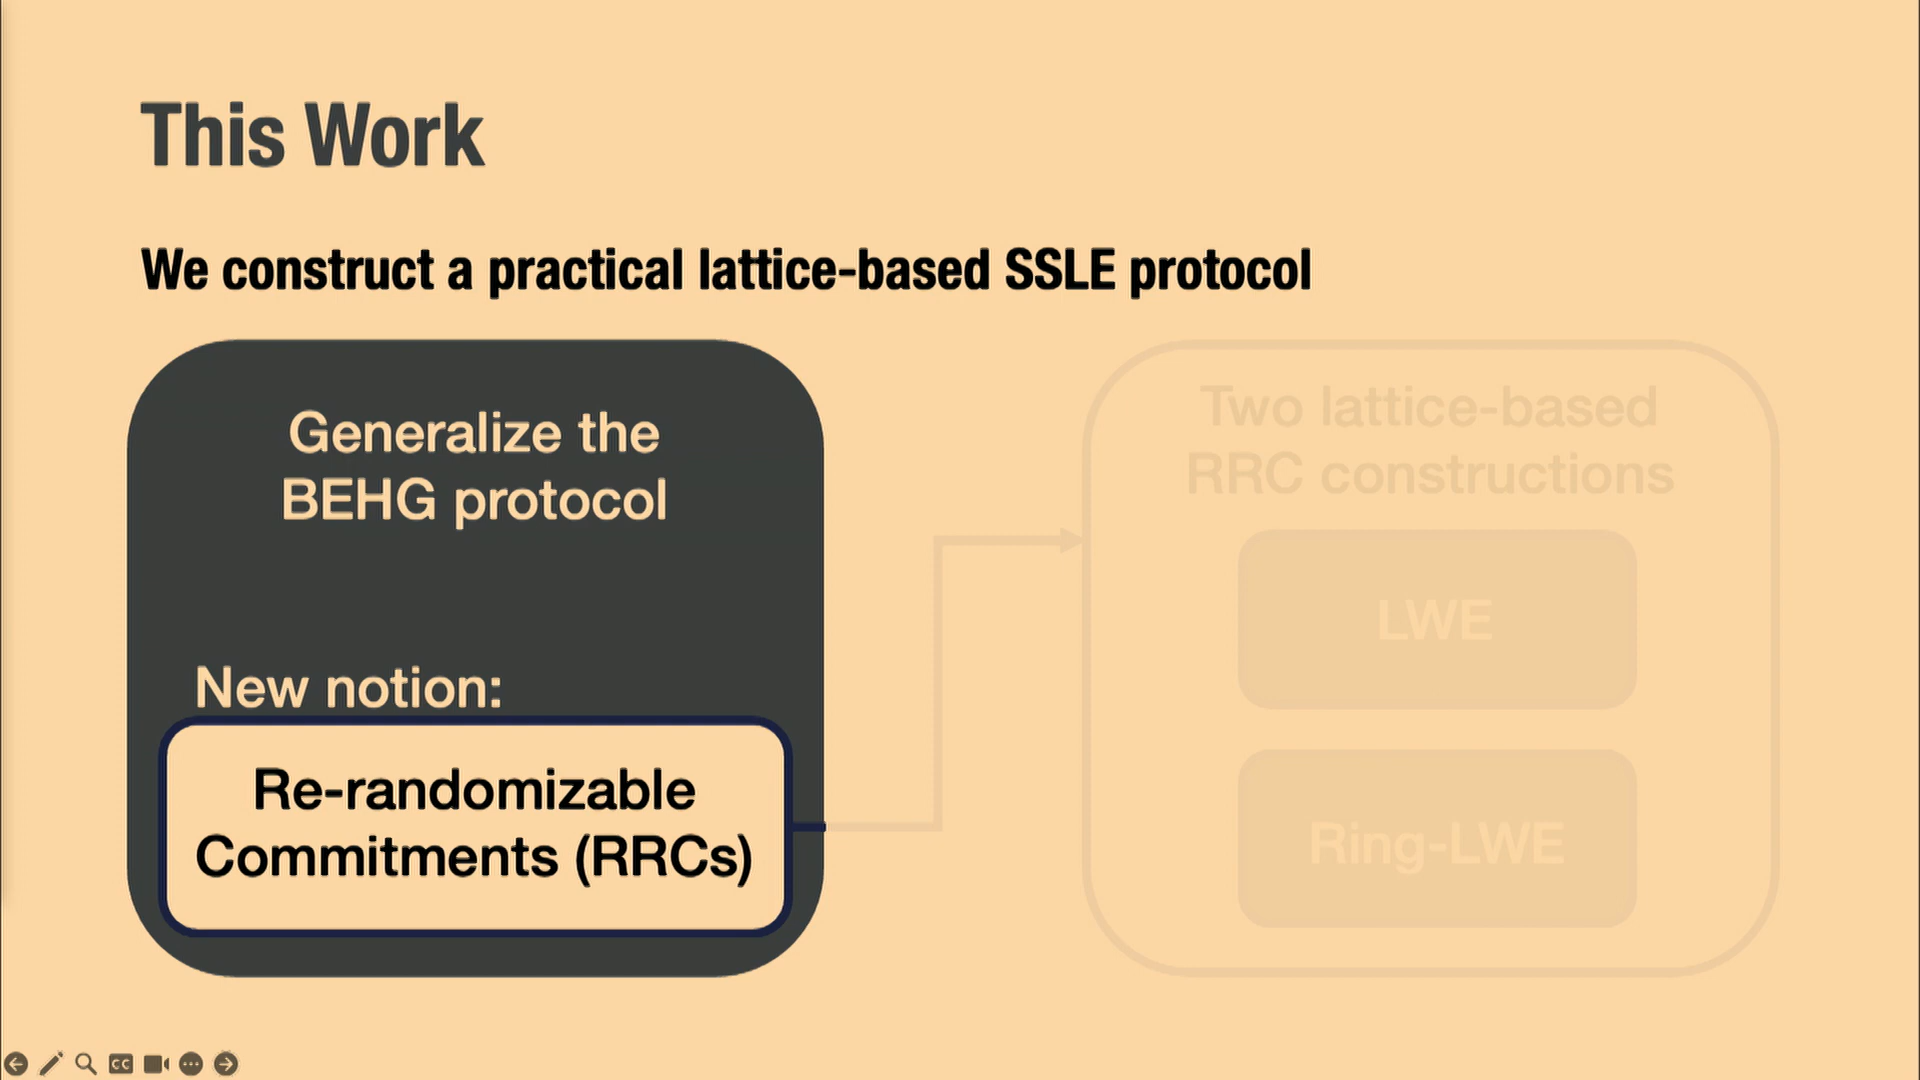 This Work
We construct a practical lattice-based SSLE protocol
Generalize the
BEHG protocol
New notion:
Re-randomizable
Commitments (RRCs)
Two lattice-based
RRC constructions
LWE
Ring-LWE
CC